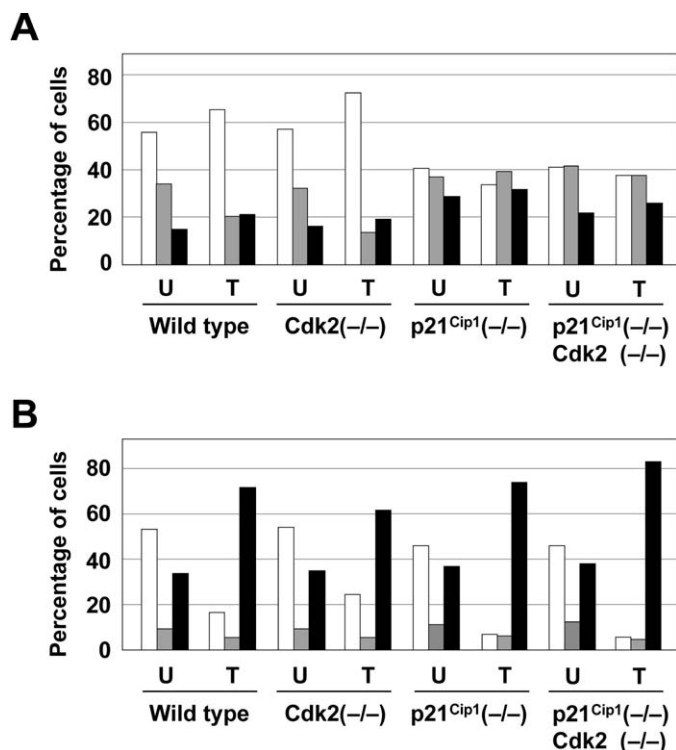 A
Percentage of cells
80
60
40
20
0
U T U T U T U T
Wild type Cdk2(–/–) p21Cip1(–/–) p21Cip1(–/–)
Cdk2 (–/–)
B
Percentage of cells
80
60
40
20
0
U T U T U T U T
Wild type Cdk2(–/–) p21Cip1(–/–) p21Cip1(–/–)
Cdk2 (–/–)